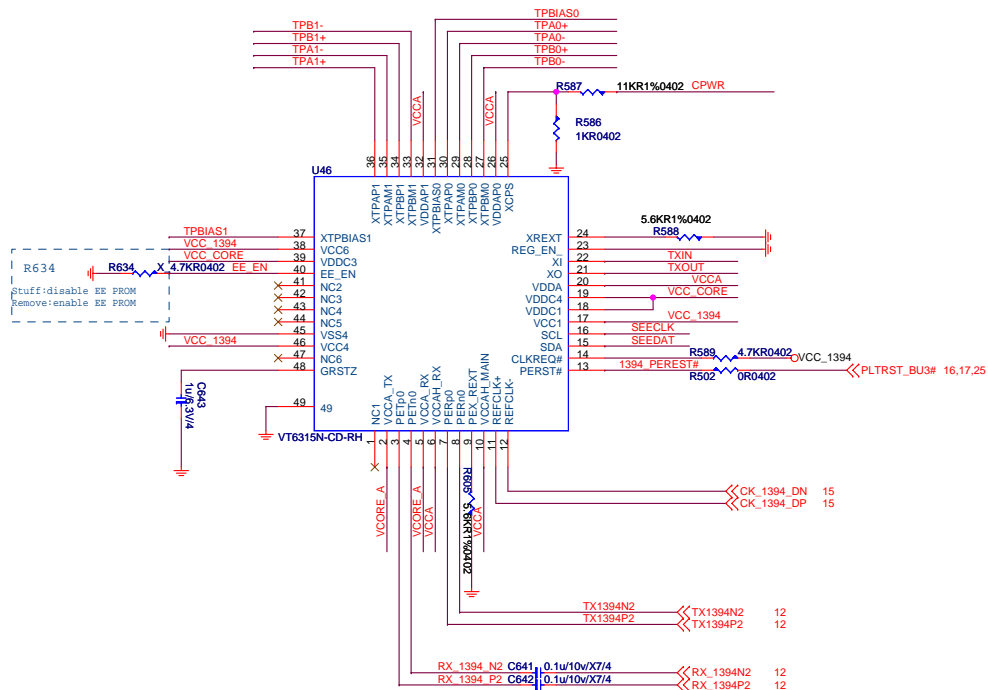 TPBIAS0
TPB1- TPA0+
TPB1+ TPA0-
TPA1- TPB0+
TPA1+ TPB0-
R587 11KR1%0402 CPWR
VCCA VCCA
R586
1KR0402
36 35 34 33 32 31 30 29 28 27 26 25
U46
XTPAP1 XTPAM1 XTPBP1 XTPBM1 VDDAP1 XTPBIAS0 XTPAP0 XTPAM0 XTPBP0 XTPBM0 VDDAP0 XCPS
5.6KR1%0402
TPBIAS1 37 XTPBIAS1 XREXT 24 R588
VCC_1394 38 VCC6 REG_EN_ 23
VCC_CORE 39 VDDC3 XI 22 TXIN
R634
R634 X_4.7KR0402 EE_EN 40 EE_EN XO 21 TXOUT
41 NC2 VDDA 20 VCCA
Stuff:disable EE PROM
42 NC3 VDDC4 19 VCC_CORE
Remove:enable EE PROM
43 NC4 VDDC1 18
44 NC5 VCC1 17 VCC_1394
45 VSS4 SCL 16 SEECLK
VCC_1394 46 VCC4 SDA 15 SEEDAT
47 NC6 CLKREQ# 14 R589 4.7KR0402 VCC_1394
48 GRSTZ PERST# 13 1394_PEREST# R502 0R0402 PLTRST_BU3# 16,17,25
C643
1u/6.3V/4
49 49
NC1 VCCA_TX PETp0 PETn0 VCCA_RX VCCAH_RX PERp0 PERn0 PEX_REXT VCCAH_MAIN REFCLK+ REFCLK-
VT6315N-CD-RH
1 2 3 4 5 6 7 8 9 10 11 12
VCORE_A VCORE_A VCCA R605 5.6KR1%0402 VCCA
CK_1394_DN 15
CK_1394_DP 15
TX1394N2 TX1394N2 12
TX1394P2 TX1394P2 12
RX_1394_N2 C641 0.1u/10v/X7/4 RX_1394N2 12
RX_1394_P2 C642 0.1u/10v/X7/4 RX_1394P2 12